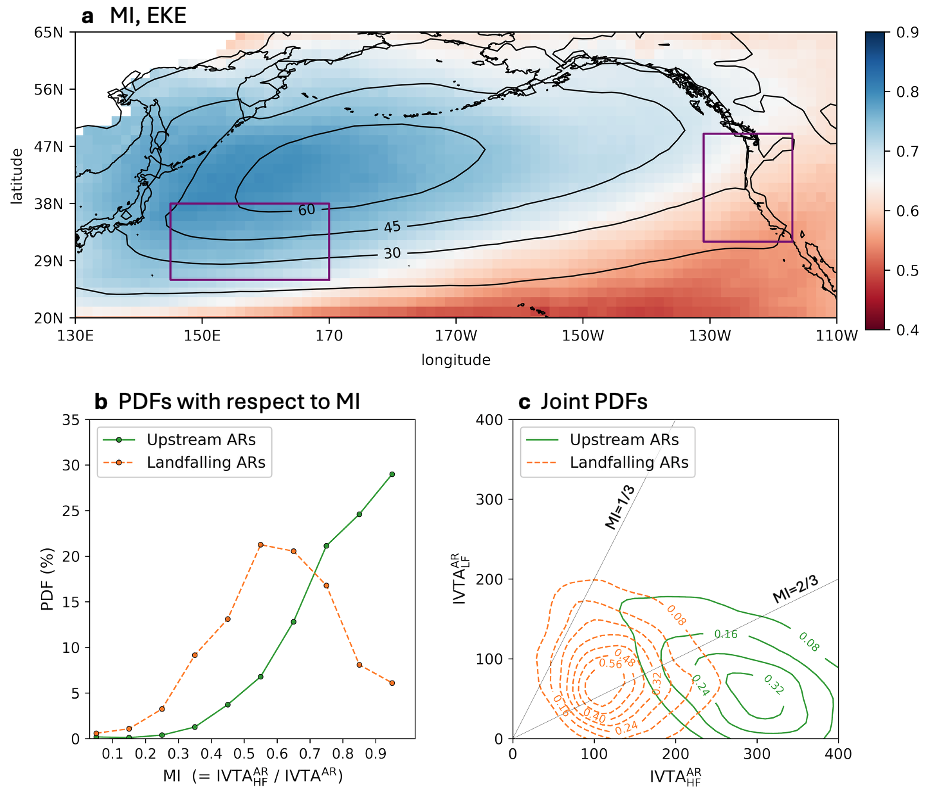 a MI, EKE
65N
56N
47N
38N
29N
20N
latitude
60
45
30
130E
150E
170
170W
150W
130W
110W
longitude
0.9
0.8
0.7
0.6
0.5
0.4
b PDFs with respect to MI
35
30
25
20
15
10
5
0
PDF (%)
Upstream ARs
Landfalling ARs
0.1 0.2 0.3 0.4 0.5 0.6 0.7 0.8 0.9
MI (= IVTA^AR_HF / IVTA^AR)
c Joint PDFs
400
300
200
100
0
IVTA^AR_LF
Upstream ARs
Landfalling ARs
MI=1/3
MI=2/3
0.08
0.16
0.08
0.48
0.56
0.32
0.24
0.32
0.16
0.40
0.24
0 100 200 300 400
IVTA^AR_HF